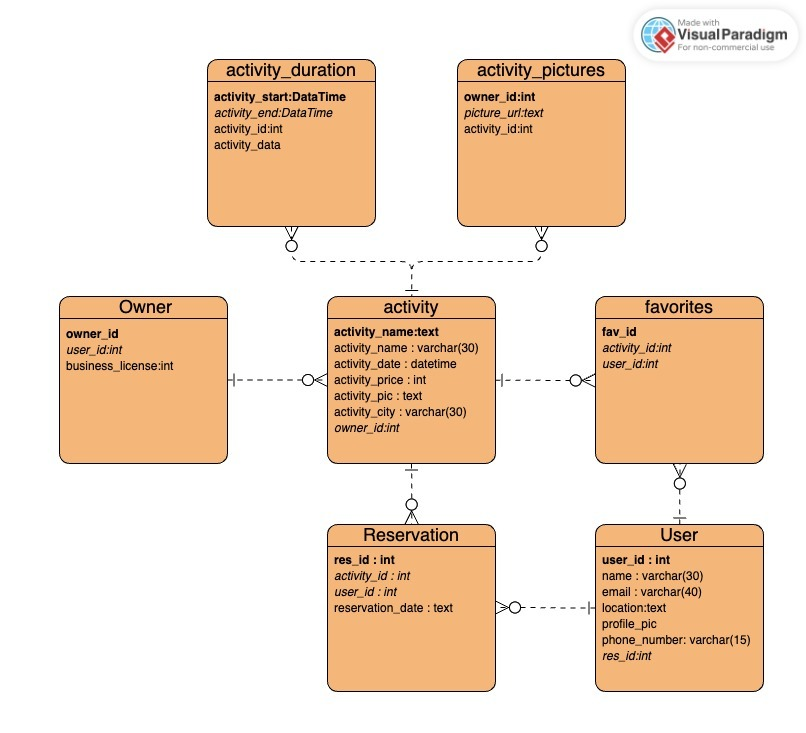 Made with
VisualParadigm
For non-commercial use
activity_duration
activity_start:DataTime
activity_end:DataTime
activity_id:int
activity_data
activity_pictures
owner_id:int
picture_url:text
activity_id:int
Owner
owner_id
user_id:int
business_license:int
activity
activity_name:text
activity_name : varchar(30)
activity_date : datetime
activity_price : int
activity_pic : text
activity_city : varchar(30)
owner_id:int
favorites
fav_id
activity_id:int
user_id:int
Reservation
res_id : int
activity_id : int
user_id : int
reservation_date : text
User
user_id : int
name : varchar(30)
email : varchar(40)
location:text
profile_pic
phone_number: varchar(15)
res_id:int